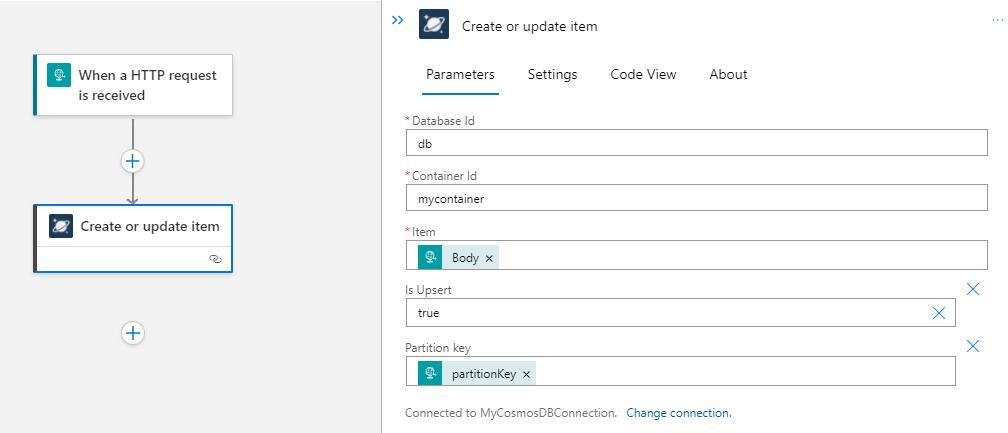 When a HTTP request
is received
Create or update item
Create or update item
Parameters Settings Code View About
*Database Id
db
*Container Id
mycontainer
*Item
Body ×
Is Upsert
true
Partition key
partitionKey ×
Connected to MyCosmosDBConnection. Change connection.